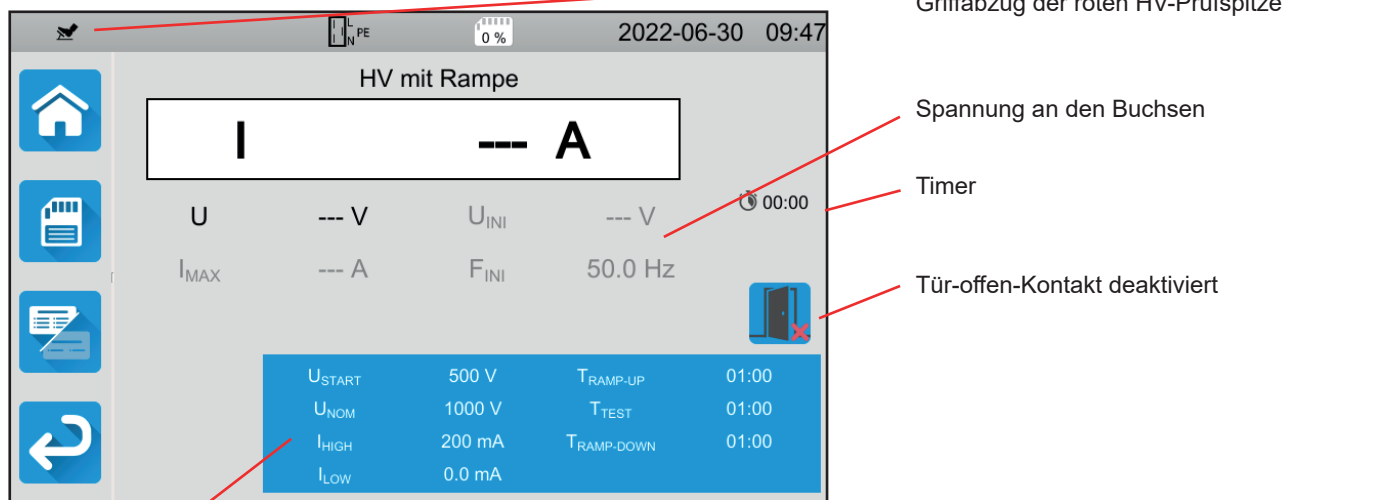 Griffabzug der roten HV-Prüfspitze
L
N PE
0 %
2022-06-30 09:47
HV mit Rampe
I --- A
Spannung an den Buchsen
Timer
00:00
U --- V UINI --- V
IMAX --- A FINI 50.0 Hz
Tür-offen-Kontakt deaktiviert
USTART 500 V TRAMP-UP 01:00
UNOM 1000 V TTEST 01:00
IHIGH 200 mA TRAMP-DOWN 01:00
ILOW 0.0 mA